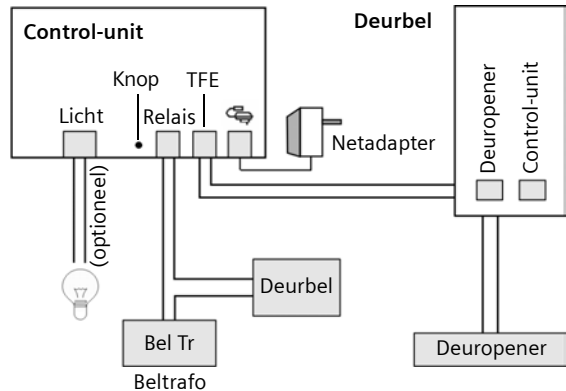 Control-unit
Deurbel
Knop
TFE
Licht
Relais
Netadapter
Deuropener
Control-unit
(optioneel)
Deurbel
Bel Tr
Beltrafo
Deuropener